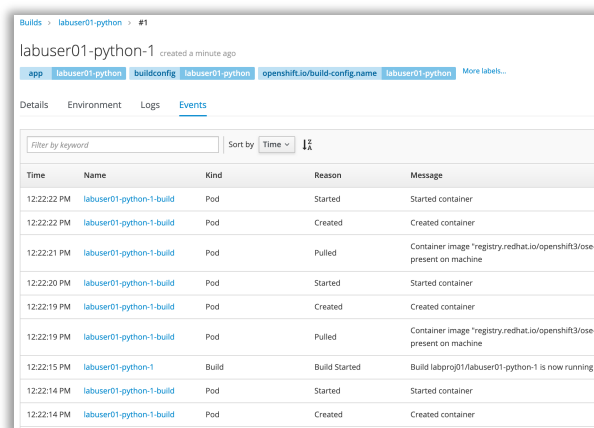 Builds > labuser01-python > #1
labuser01-python-1 created a minute ago
app labuser01-python buildconfig labuser01-python openshift.io/build-config.name labuser01-python More labels...
Details Environment Logs Events
Filter by keyword Sort by Time
Time Name Kind Reason Message
12:22:22 PM labuser01-python-1-build Pod Started Started container
12:22:22 PM labuser01-python-1-build Pod Created Created container
12:22:21 PM labuser01-python-1-build Pod Pulled Container image "registry.redhat.io/openshift3/ose
present on machine
12:22:20 PM labuser01-python-1-build Pod Started Started container
12:22:19 PM labuser01-python-1-build Pod Created Created container
12:22:19 PM labuser01-python-1-build Pod Pulled Container image "registry.redhat.io/openshift3/ose
present on machine
12:22:15 PM labuser01-python-1 Build Build Started Build labproj01/labuser01-python-1 is now running
12:22:14 PM labuser01-python-1-build Pod Started Started container
12:22:14 PM labuser01-python-1-build Pod Created Created container